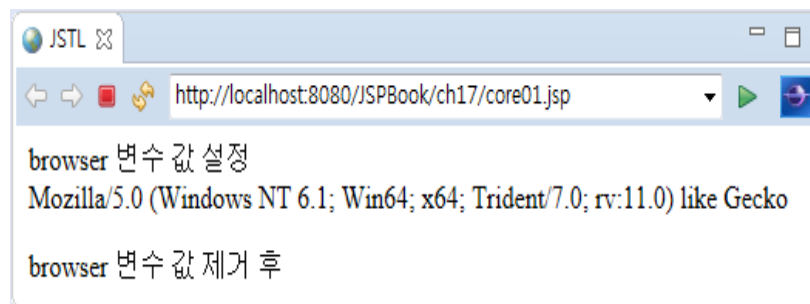 JSTL
http://localhost:8080/JSPBook/ch17/core01.jsp
browser 변수 값 설정
Mozilla/5.0 (Windows NT 6.1; Win64; x64; Trident/7.0; rv:11.0) like Gecko
browser 변수 값 제거 후